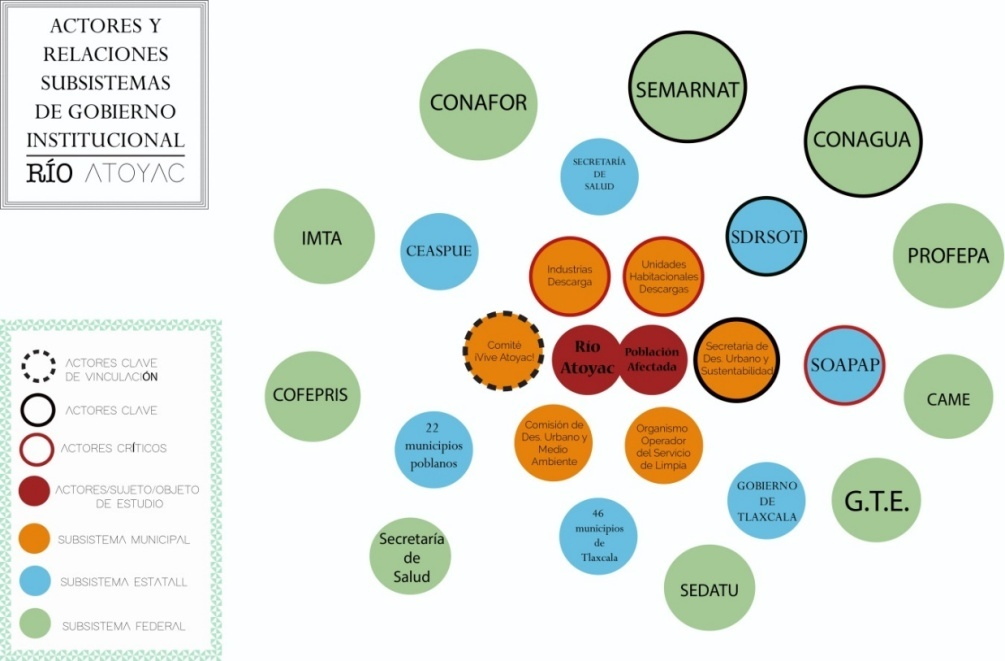 ACTORES Y
RELACIONES
SUBSISTEMAS
DE GOBIERNO
INSTITUCIONAL
RÍO ATOYAC
CONAFOR
SEMARNAT
CONAGUA
SECRETARÍA
DE
SALUD
IMTA
CEASPUE
SDRSOT
PROFEPA
Industrias
Descarga
Unidades
Habitacionales
Descargas
Comité
¡Vive Atoyac!
Río
Atoyac
Población
Afectada
Secretaria de
Des. Urbano y
Sustentabilidad
SOAPAP
COFEPRIS
CAME
22
municipios
poblanos
Comisión de
Des. Urbano y
Medio
Ambiente
Organismo
Operador
del Servicio
de Limpia
GOBIERNO
DE
TLAXCALA
G.T.E.
Secretaría
de
Salud
46
municipios
de
Tlaxcala
SEDATU
ACTORES CLAVE
DE VINCULACIÓN
ACTORES CLAVE
ACTORES CRÍTICOS
ACTORES/SUJETO/OBJETO
DE ESTUDIO
SUBSISTEMA MUNICIPAL
SUBSISTEMA ESTATALL
SUBSISTEMA FEDERAL